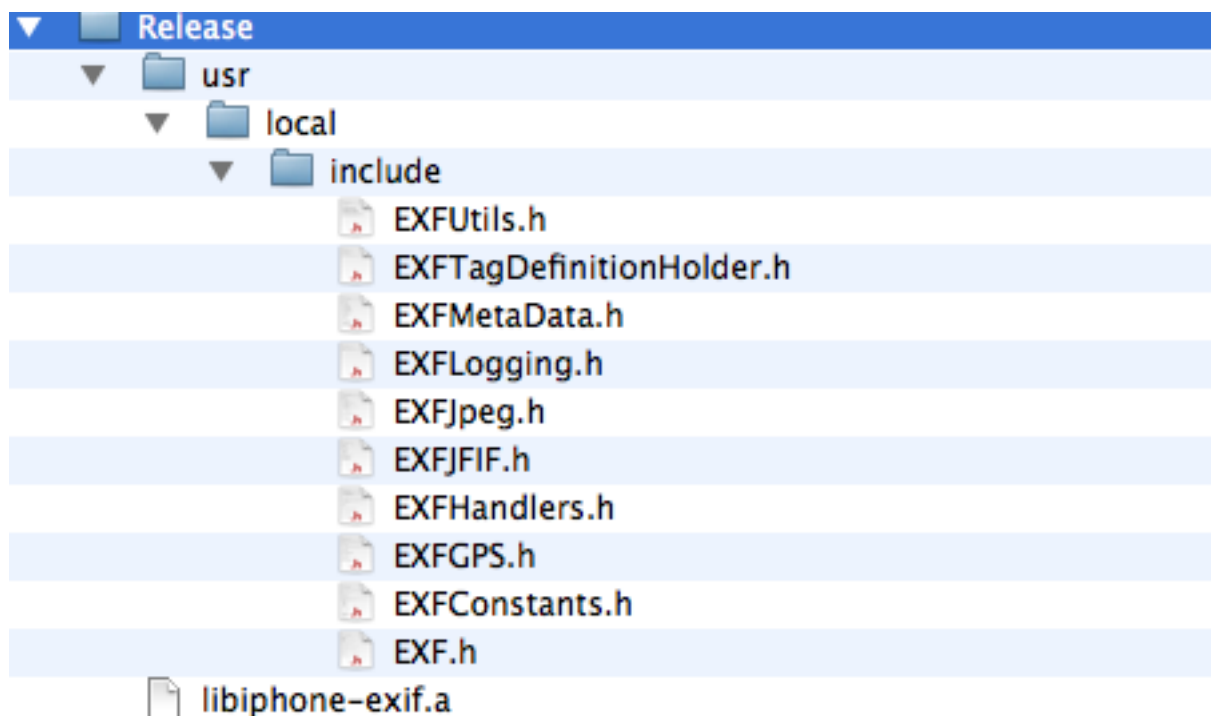 Release
usr
local
include
EXFUtils.h
EXFTagDefinitionHolder.h
EXFMetaData.h
EXFLogging.h
EXFJpeg.h
EXFJFIF.h
EXFHandlers.h
EXFGPS.h
EXFConstants.h
EXF.h
libiphone-exif.a